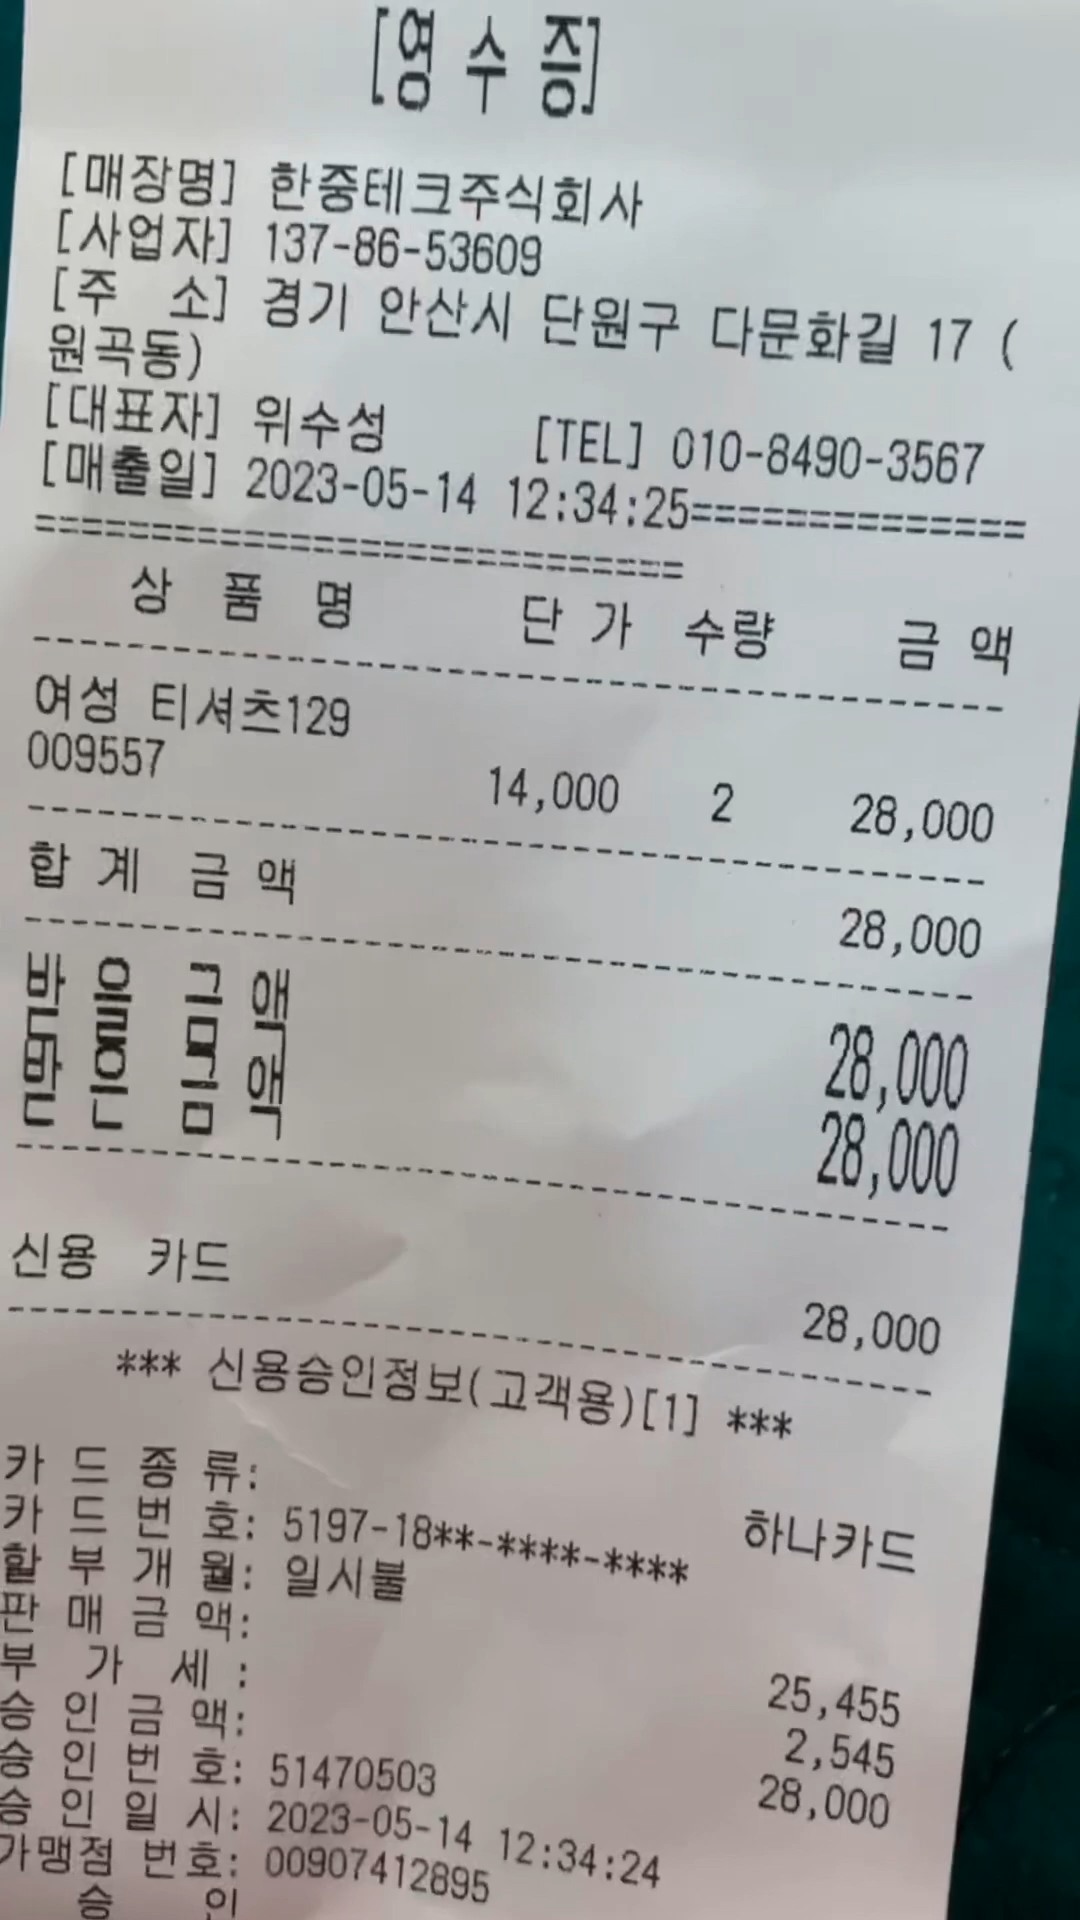 [영 수 증]
[매장명] 한중테크주식회사
[사업자] 137-86-53609
[주 소] 경기 안산시 단원구 다문화길 17 (
원곡동)
[대표자] 위수성 [TEL] 010-8490-3567
[매출일] 2023-05-14 12:34:25==============
============================
상 품 명 단 가 수량 금 액
여성 티셔츠129
009557 14,000 2 28,000
합 계 금 액 28,000
받 을 금 액 28,000
받 은 금 액 28,000
신용 카드 28,000
*** 신용승인정보(고객용)[1] ***
카 드 종 류: 하나카드
카 드 번 호: 5197-18**-****-****
할 부 개 월: 일시불
판 매 금 액: 25,455
부 가 세 : 2,545
승 인 금 액: 28,000
승 인 번 호: 51470503
승 인 일 시: 2023-05-14 12:34:24
가맹점 번호: 00907412895
승 인